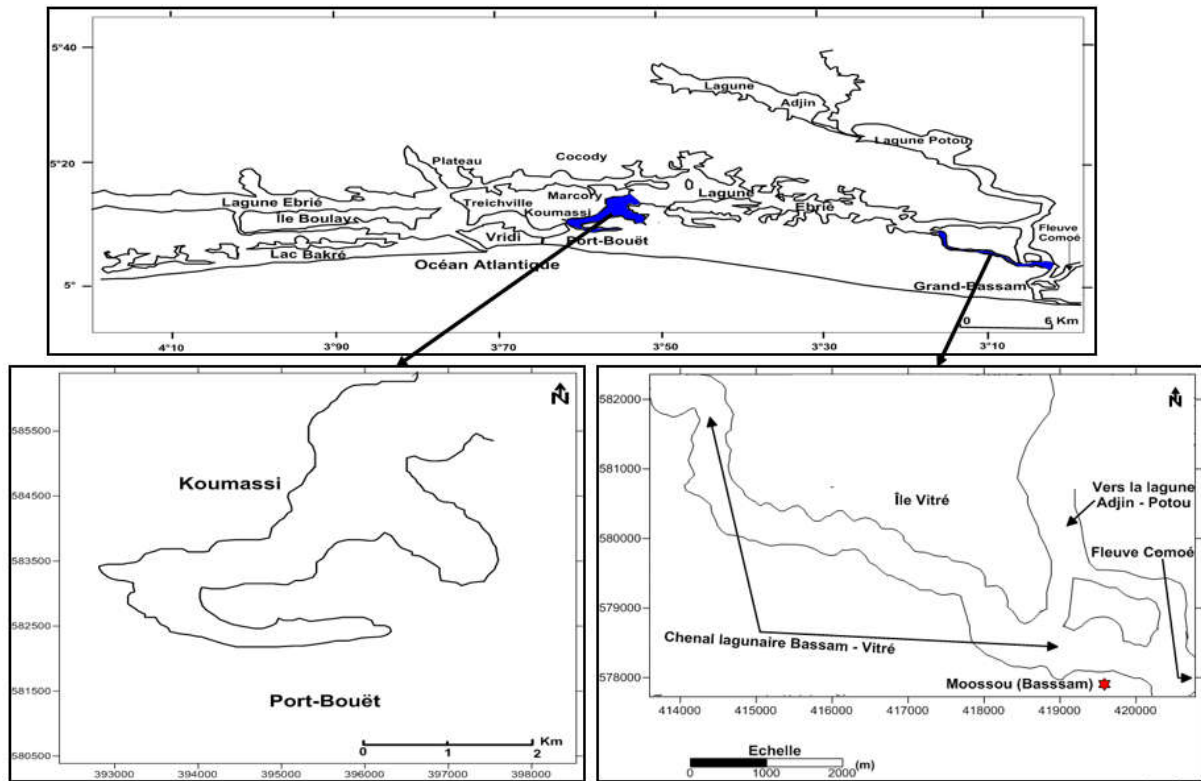 5°40
5°20
5°
Lagune
Adjin
Lagune Potou
Cocody
Plateau
Marcory
Lagune
Lagune Ebrié
Treichville
Ebrié
Île Boulay
Koumassi
Fleuve
Comoé
Vridi
Port-Bouët
Lac Bakré
Océan Atlantique
Grand-Bassam
0 6 Km
4°10 3°90 3°70 3°50 3°30 3°10
N
585500
584500
583500
582500
581500
580500
Koumassi
Port-Bouët
Km
0 1 2
393000 394000 395000 396000 397000 398000
N
582000
581000
580000
579000
578000
Île Vitré
Vers la lagune
Adjin - Potou
Fleuve Comoé
Chenal lagunaire Bassam - Vitré
Moossou (Basssam)
414000 415000 416000 417000 418000 419000 420000
Echelle
0 1000 2000 (m)